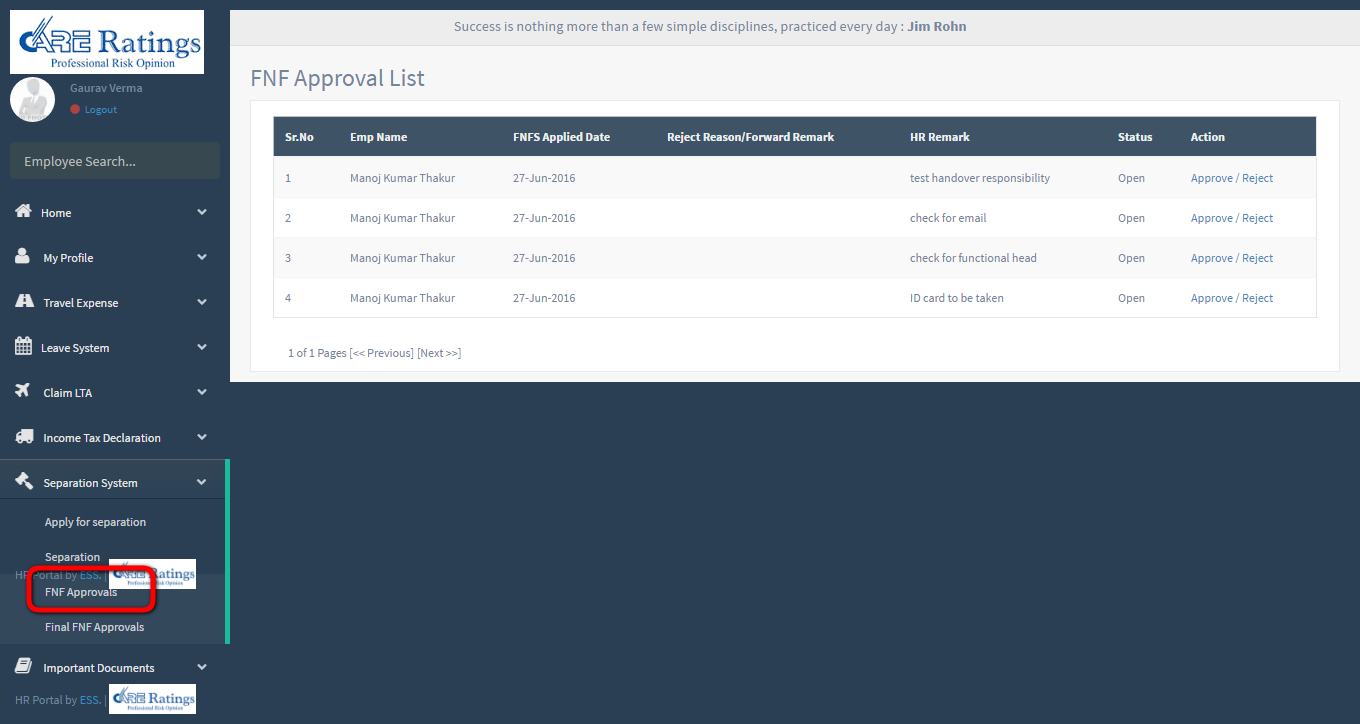 CARE Ratings
Professional Risk Opinion
Gaurav Verma
Logout
Employee Search...
Home
My Profile
Travel Expense
Leave System
Claim LTA
Income Tax Declaration
Separation System
Apply for separation
Separation
HR Portal by ESS. | CARE Ratings
Professional Risk Opinion
FNF Approvals
Final FNF Approvals
Important Documents
HR Portal by ESS. | CARE Ratings
Professional Risk Opinion
Success is nothing more than a few simple disciplines, practiced every day : Jim Rohn
FNF Approval List
Sr.No Emp Name FNFS Applied Date Reject Reason/Forward Remark HR Remark Status Action
1 Manoj Kumar Thakur 27-Jun-2016 test handover responsibility Open Approve / Reject
2 Manoj Kumar Thakur 27-Jun-2016 check for email Open Approve / Reject
3 Manoj Kumar Thakur 27-Jun-2016 check for functional head Open Approve / Reject
4 Manoj Kumar Thakur 27-Jun-2016 ID card to be taken Open Approve / Reject
1 of 1 Pages [<< Previous] [Next >>]